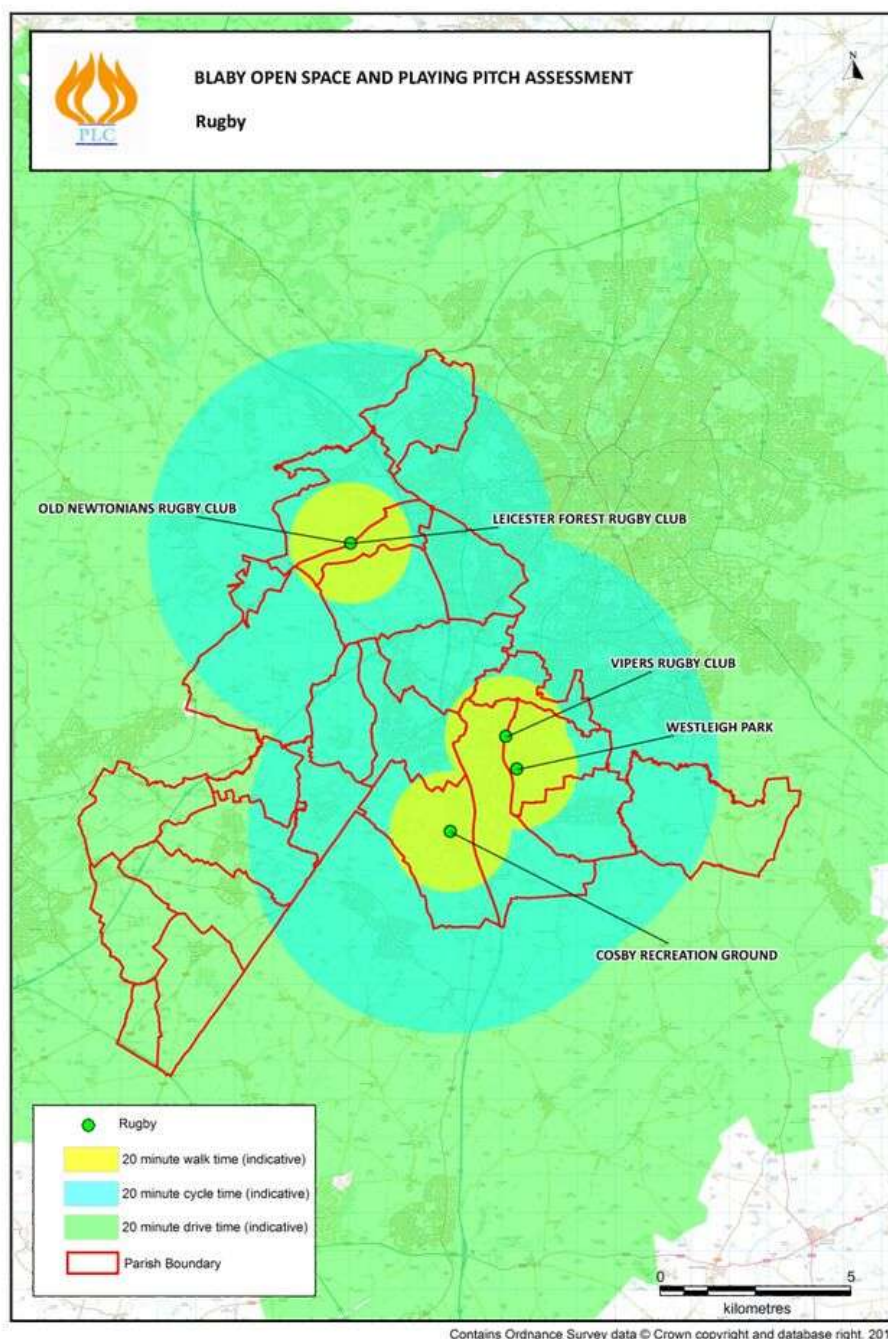 BLABY OPEN SPACE AND PLAYING PITCH ASSESSMENT
Rugby
PLC
N
OLD NEWTONIANS RUGBY CLUB
LEICESTER FOREST RUGBY CLUB
VIPERS RUGBY CLUB
WESTLEIGH PARK
COSBY RECREATION GROUND
Rugby
20 minute walk time (indicative)
20 minute cycle time (indicative)
20 minute drive time (indicative)
Parish Boundary
0 5
kilometres
Contains Ordnance Survey data © Crown copyright and database right, 201